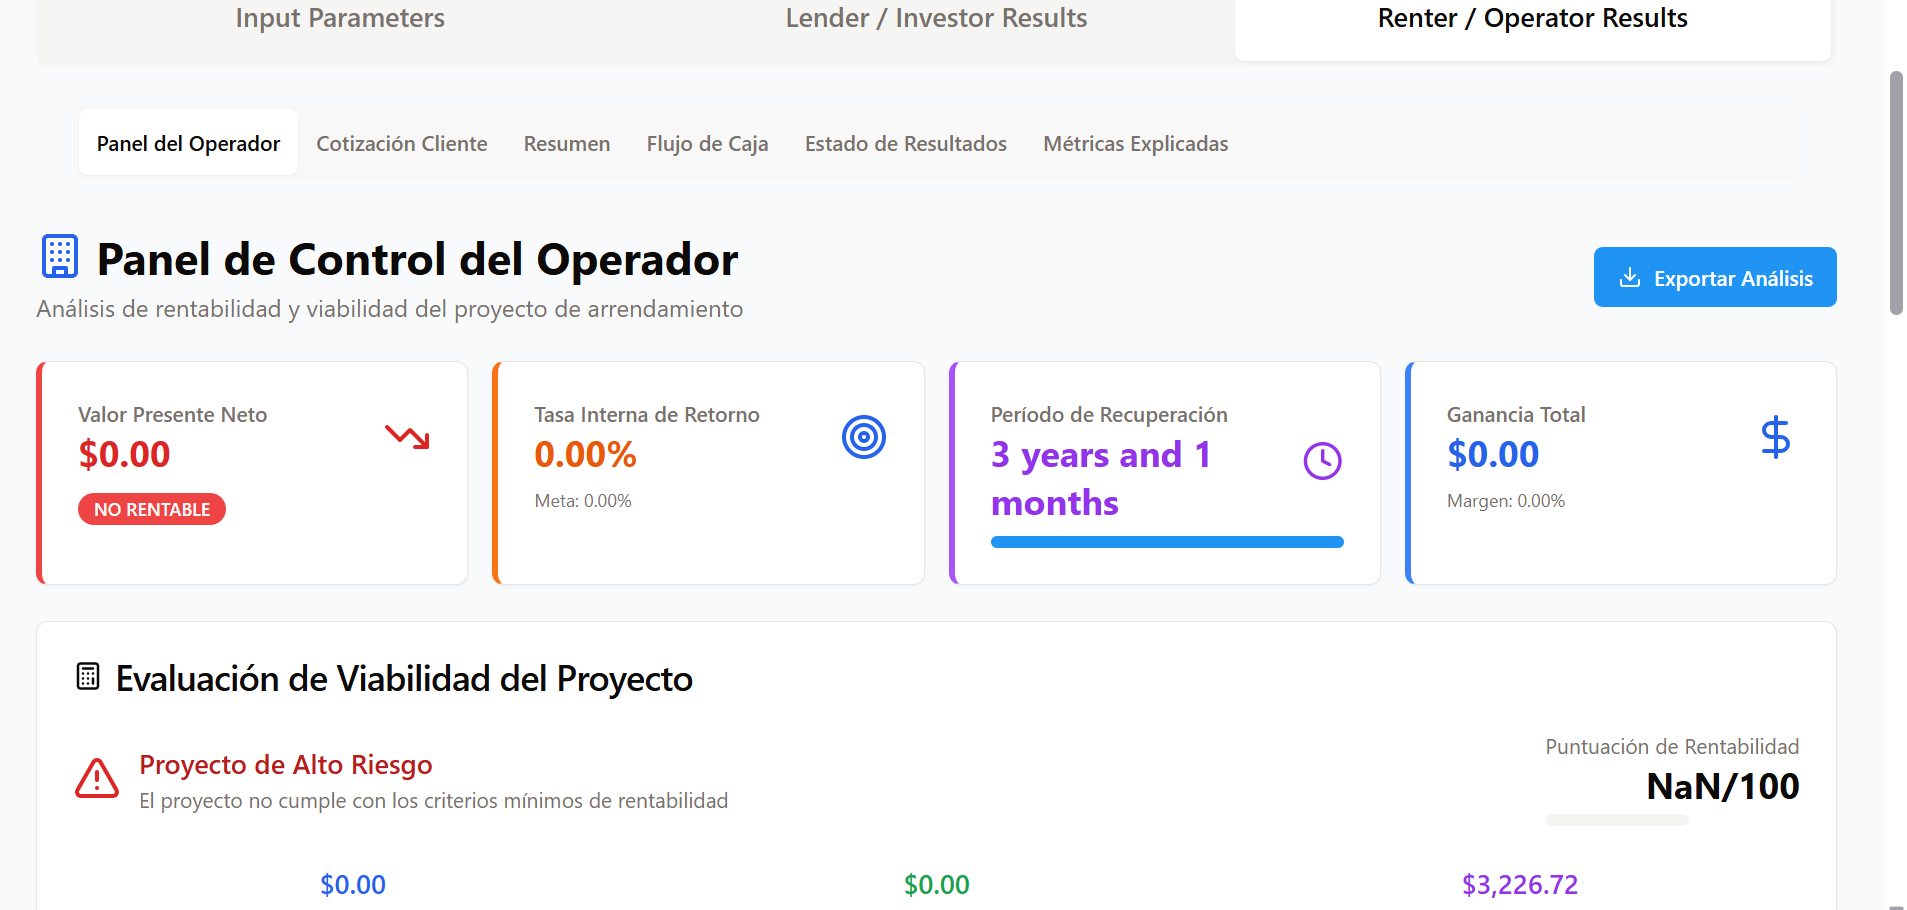 Input Parameters
Lender / Investor Results
Renter / Operator Results
Panel del Operador
Cotización Cliente
Resumen
Flujo de Caja
Estado de Resultados
Métricas Explicadas
Panel de Control del Operador
Análisis de rentabilidad y viabilidad del proyecto de arrendamiento
Exportar Análisis
Valor Presente Neto
$0.00
NO RENTABLE
Tasa Interna de Retorno
0.00%
Meta: 0.00%
Período de Recuperación
3 years and 1
months
Ganancia Total
$0.00
Margen: 0.00%
Evaluación de Viabilidad del Proyecto
Proyecto de Alto Riesgo
El proyecto no cumple con los criterios mínimos de rentabilidad
Puntuación de Rentabilidad
NaN/100
$0.00
$0.00
$3,226.72